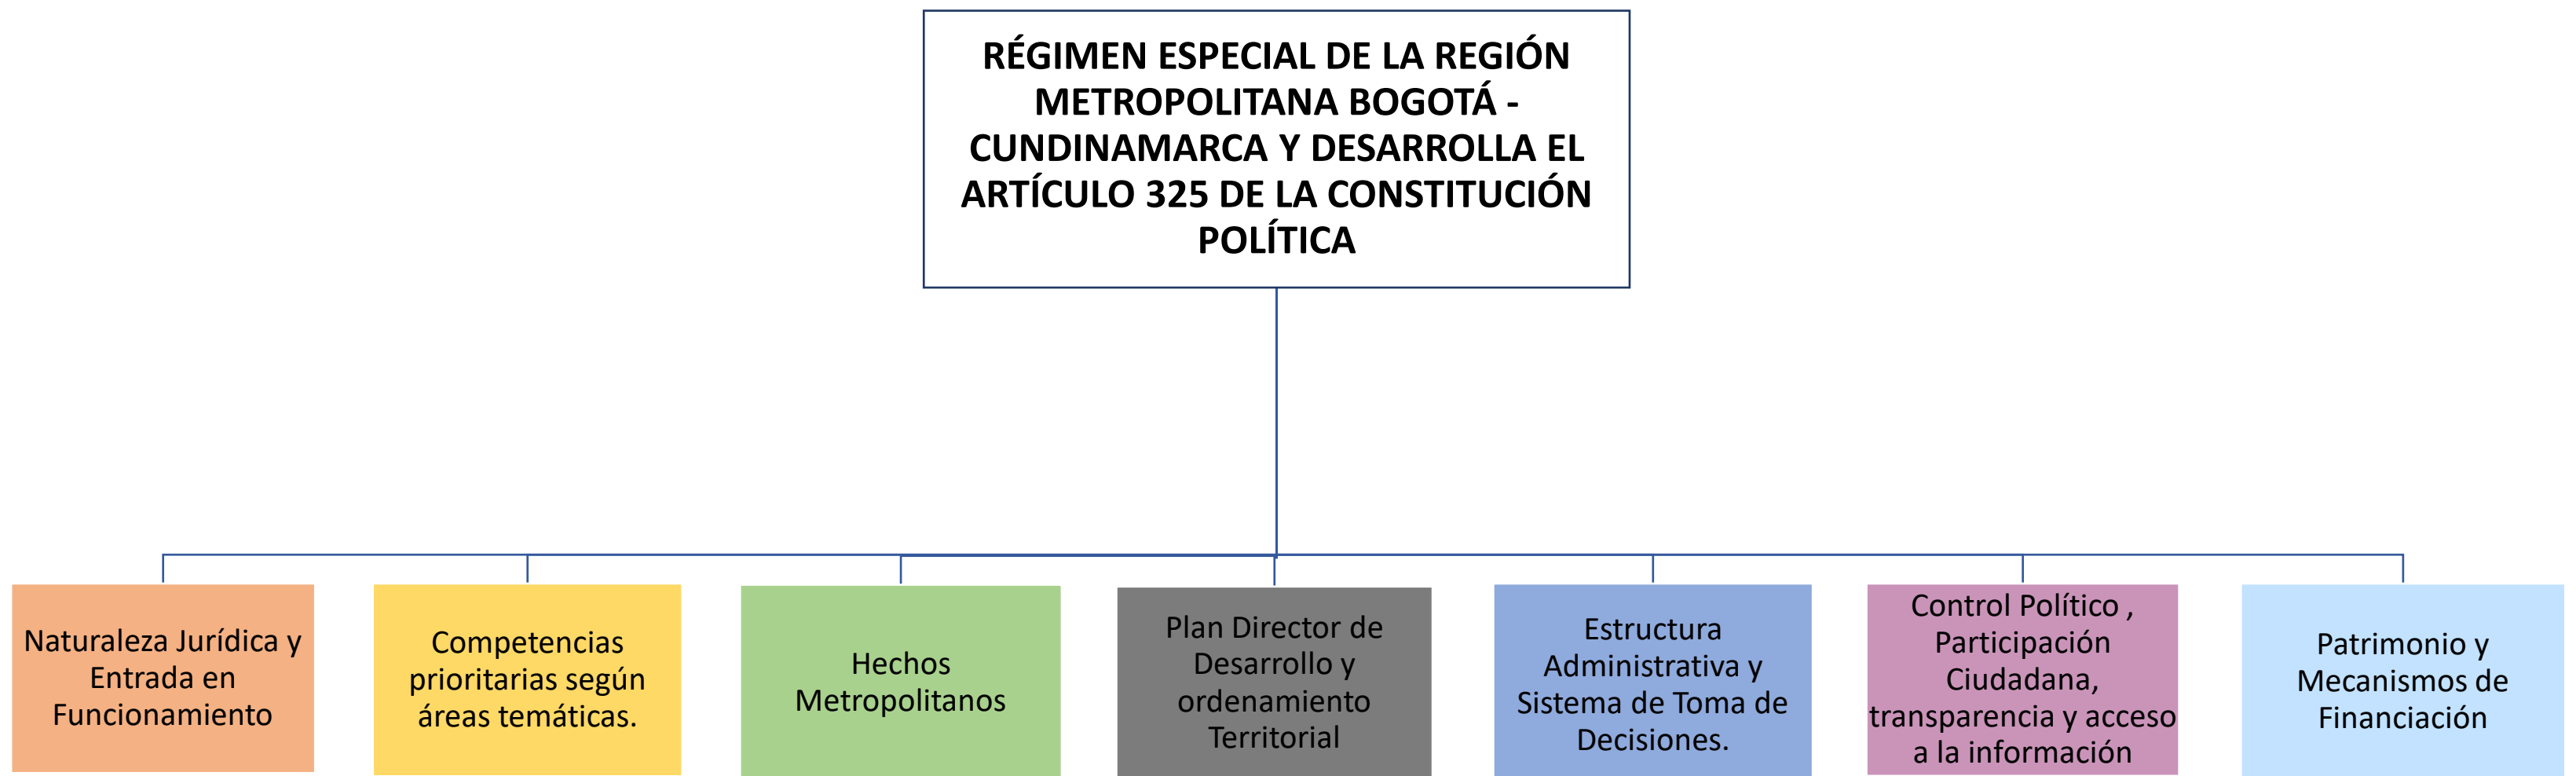 RÉGIMEN ESPECIAL DE LA REGIÓN
METROPOLITANA BOGOTÁ -
CUNDINAMARCA Y DESARROLLA EL
ARTÍCULO 325 DE LA CONSTITUCIÓN
POLÍTICA
Naturaleza Jurídica y
Entrada en
Funcionamiento
Competencias
prioritarias según
áreas temáticas.
Hechos
Metropolitanos
Plan Director de
Desarrollo y
ordenamiento
Territorial
Estructura
Administrativa y
Sistema de Toma de
Decisiones.
Control Político ,
Participación
Ciudadana,
transparencia y acceso
a la información
Patrimonio y
Mecanismos de
Financiación